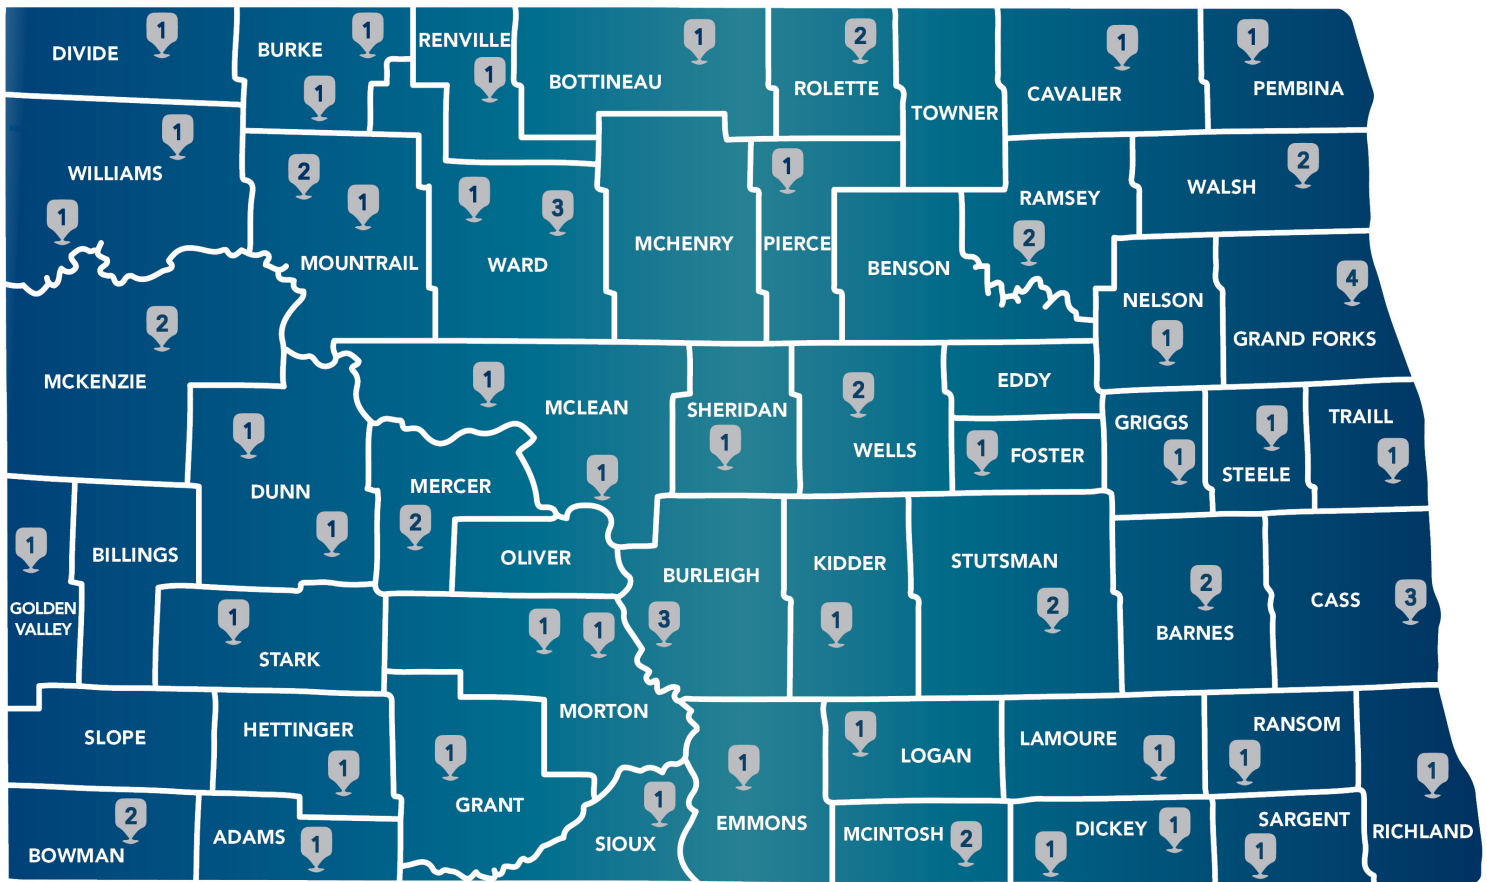 DIVIDE
1
BURKE
1
1
RENVILLE
1
BOTTINEAU
1
ROLETTE
2
TOWNER
CAVALIER
1
PEMBINA
1
WILLIAMS
1
1
MOUNTRAIL
2
1
WARD
1
3
MCHENRY
PIERCE
1
BENSON
RAMSEY
2
WALSH
2
NELSON
1
GRAND FORKS
4
MCKENZIE
2
DUNN
1
1
MCLEAN
1
1
MERCER
2
OLIVER
SHERIDAN
1
WELLS
2
EDDY
FOSTER
1
GRIGGS
1
STEELE
1
TRAILL
1
GOLDEN
VALLEY
1
BILLINGS
STARK
1
MORTON
1
1
BURLEIGH
3
KIDDER
1
STUTSMAN
2
BARNES
2
CASS
3
SLOPE
HETTINGER
1
GRANT
1
SIOUX
1
EMMONS
1
LOGAN
1
LAMOURE
1
RANSOM
1
RICHLAND
1
BOWMAN
2
ADAMS
1
MCINTOSH
2
DICKEY
1
1
SARGENT
1